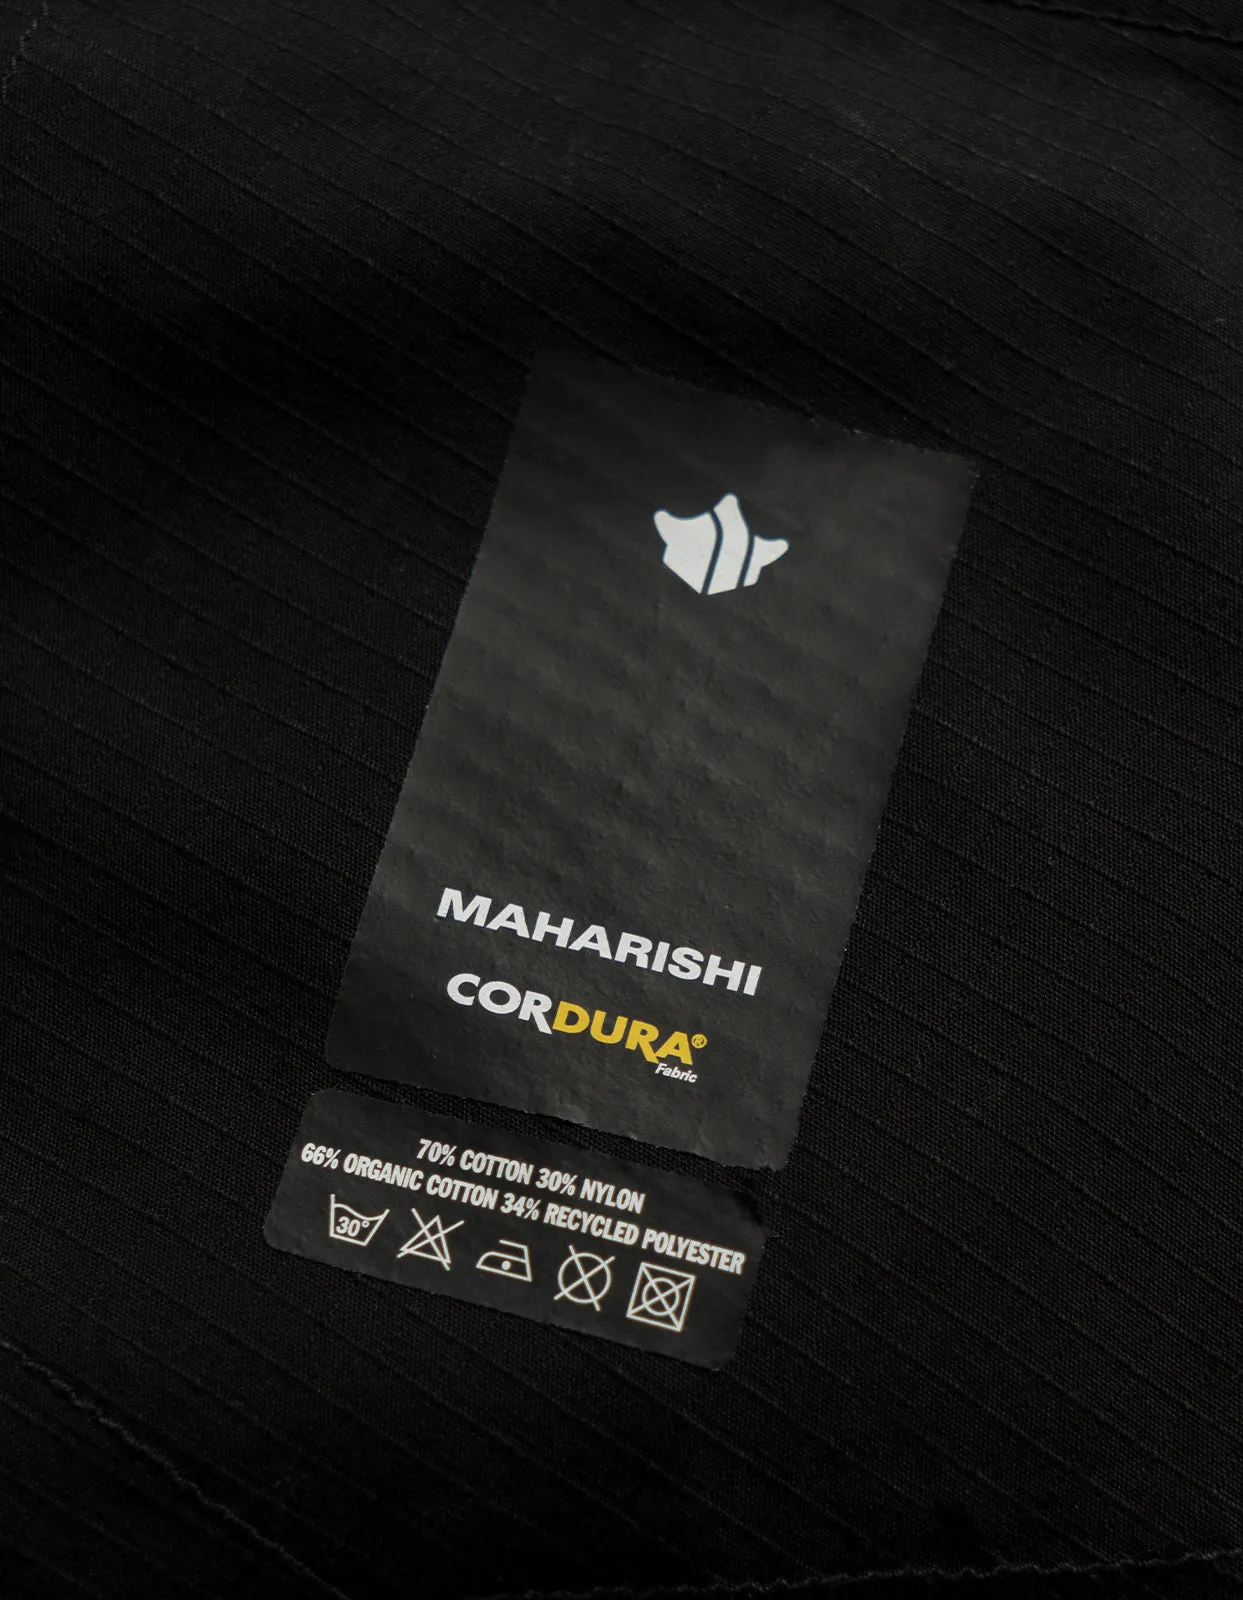 MAHARISHI
CORDURA®
Fabric
70% COTTON 30% NYLON
66% ORGANIC COTTON 34% RECYCLED POLYESTER
30°